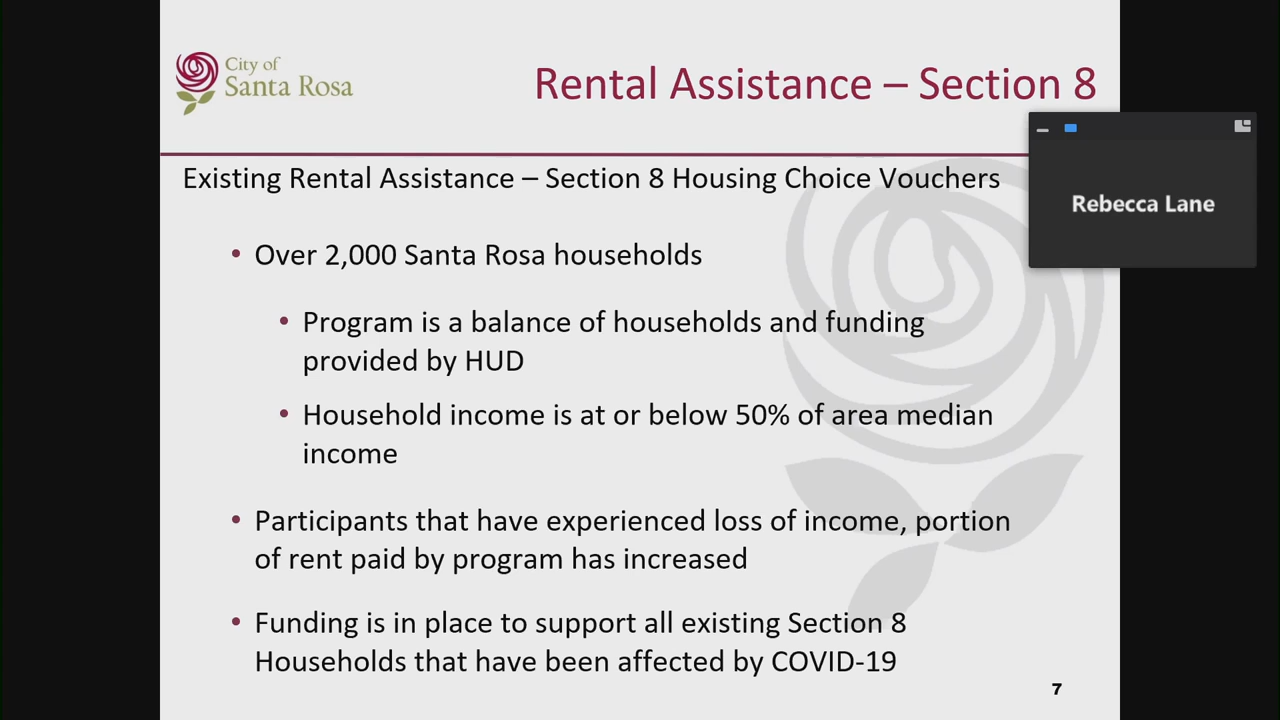 City of
Santa Rosa
Rental Assistance – Section 8
Rebecca Lane
Existing Rental Assistance – Section 8 Housing Choice Vouchers
• Over 2,000 Santa Rosa households
• Program is a balance of households and funding
provided by HUD
• Household income is at or below 50% of area median
income
• Participants that have experienced loss of income, portion
of rent paid by program has increased
• Funding is in place to support all existing Section 8
Households that have been affected by COVID-19
7